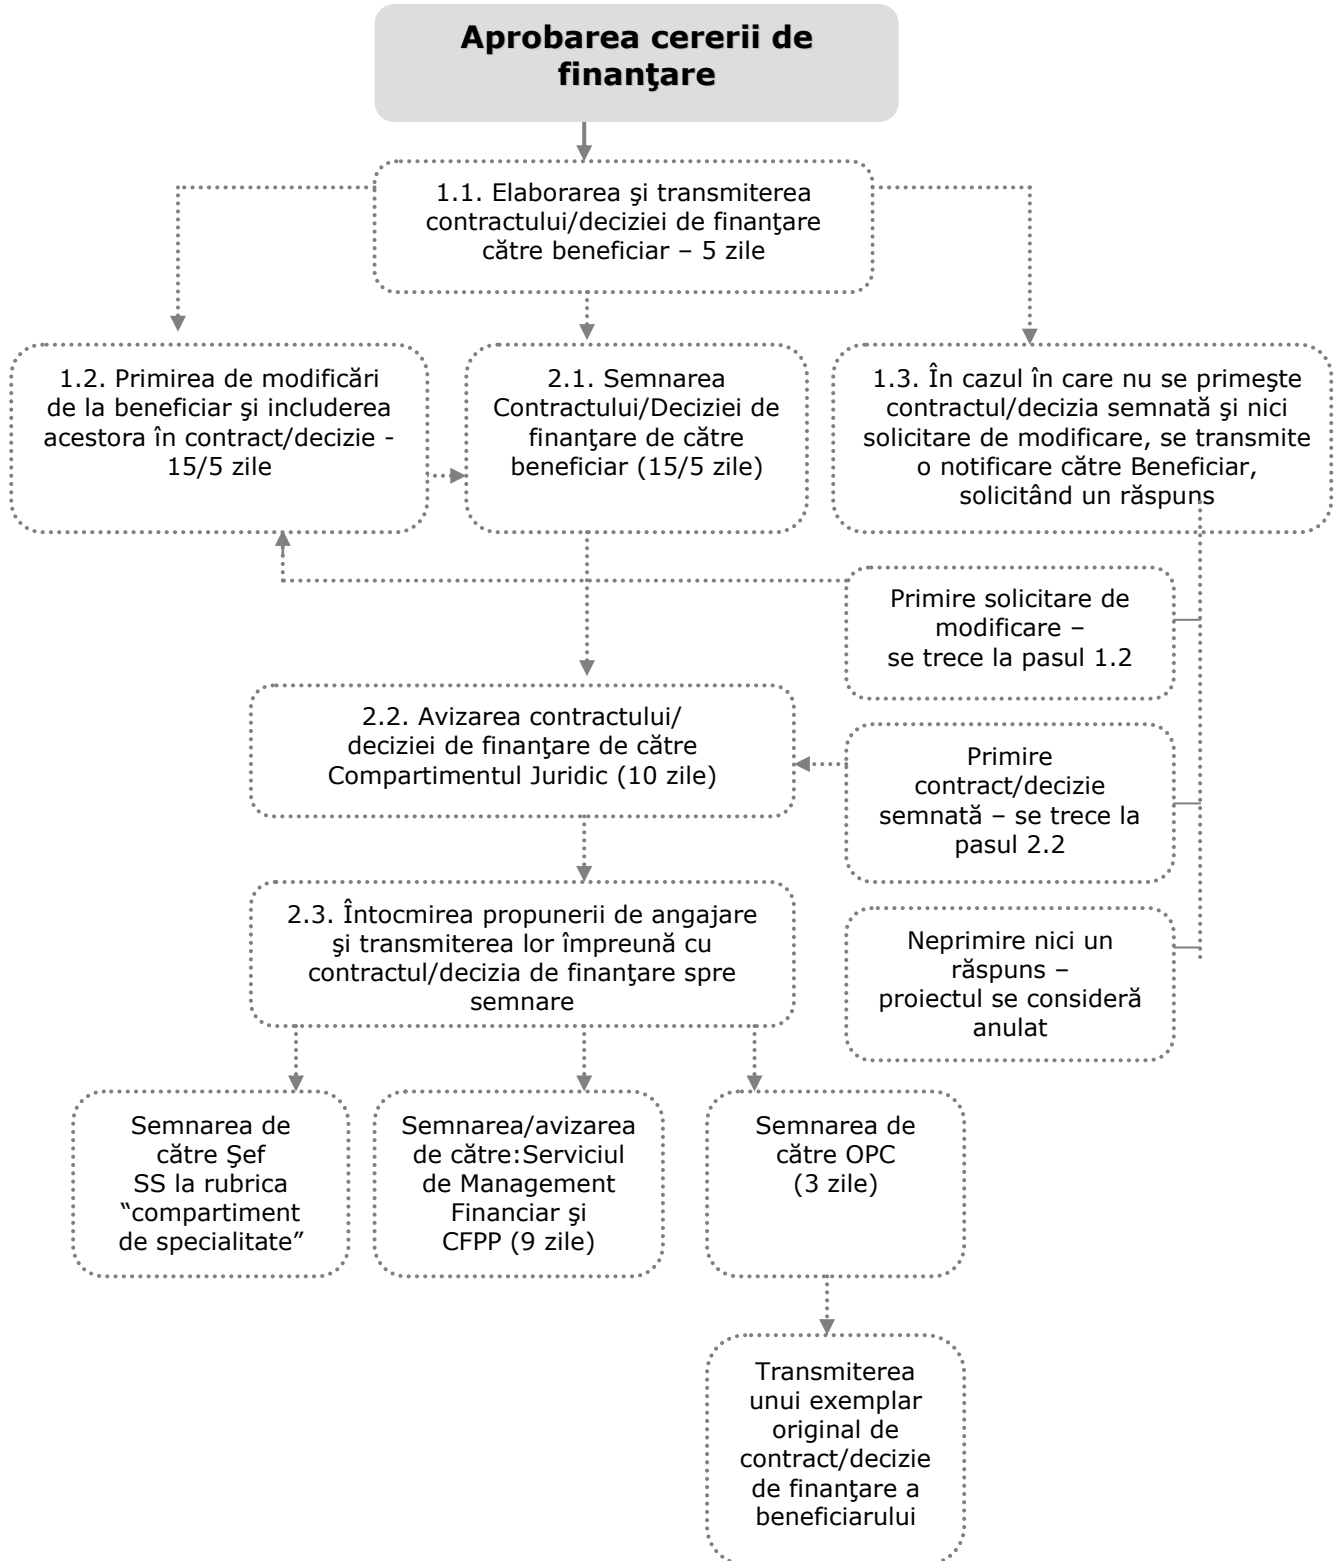 Aprobarea cererii de
finanţare
1.1. Elaborarea şi transmiterea
contractului/deciziei de finanţare
către beneficiar – 5 zile
1.2. Primirea de modificări
de la beneficiar şi includerea
acestora în contract/decizie -
15/5 zile
2.1. Semnarea
Contractului/Deciziei de
finanţare de către
beneficiar (15/5 zile)
1.3. În cazul în care nu se primeşte
contractul/decizia semnată şi nici
solicitare de modificare, se transmite
o notificare către Beneficiar,
solicitând un răspuns
Primire solicitare de
modificare –
se trece la pasul 1.2
2.2. Avizarea contractului/
deciziei de finanţare de către
Compartimentul Juridic (10 zile)
Primire
contract/decizie
semnată – se trece la
pasul 2.2
2.3. Întocmirea propunerii de angajare
şi transmiterea lor împreună cu
contractul/decizia de finanţare spre
semnare
Neprimire nici un
răspuns –
proiectul se consideră
anulat
Semnarea de
către Şef
SS la rubrica
“compartiment
de specialitate”
Semnarea/avizarea
de către:Serviciul
de Management
Financiar şi
CFPP (9 zile)
Semnarea de
către OPC
(3 zile)
Transmiterea
unui exemplar
original de
contract/decizie
de finanţare a
beneficiarului